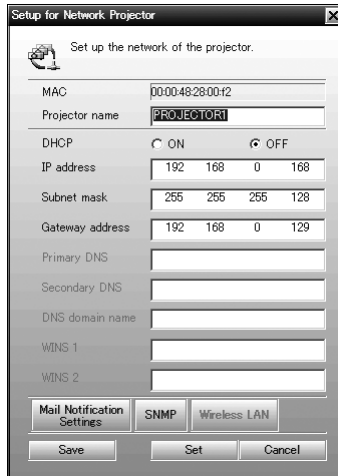 Setup for Network Projector
Set up the network of the projector.
MAC 00:00:48:28:00:f2
Projector name PROJECTOR1
DHCP ON OFF
IP address 192 168 0 168
Subnet mask 255 255 255 128
Gateway address 192 168 0 129
Primary DNS
Secondary DNS
DNS domain name
WINS 1
WINS 2
Mail Notification
Settings
SNMP Wireless LAN
Save Set Cancel